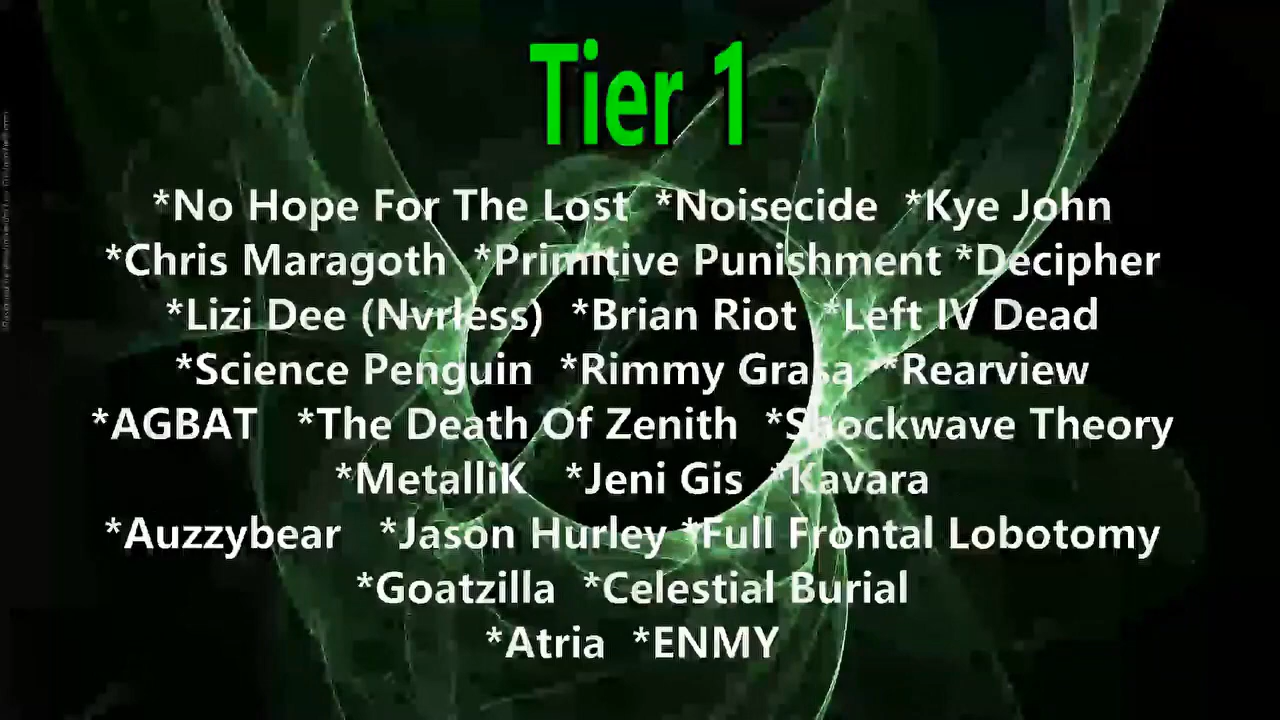 Tier 1
*No Hope For The Lost *Noisecide *Kye John
*Chris Maragoth *Primitive Punishment *Decipher
*Lizi Dee (Nvrless) *Brian Riot *Left IV Dead
*Science Penguin *Rimmy Grasa *Rearview
*AGBAT *The Death Of Zenith *Shockwave Theory
*MetalliK *Jeni Gis *Kavara
*Auzzybear *Jason Hurley *Full Frontal Lobotomy
*Goatzilla *Celestial Burial
*Atria *ENMY